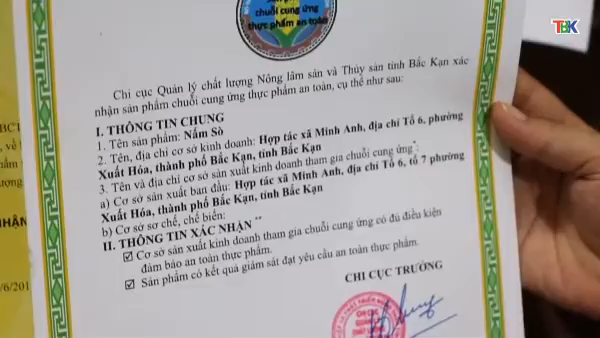 TBK
chuỗi cung ứng
thực phẩm an toàn
Chi cục Quản lý chất lượng Nông lâm sản và Thủy sản tỉnh Bắc Kạn xác
nhận sản phẩm chuỗi cung ứng thực phẩm an toàn, cụ thể như sau:
I. THÔNG TIN CHUNG
1. Tên sản phẩm: Nấm Sò
2. Tên, địa chỉ cơ sở kinh doanh: Hợp tác xã Minh Anh, địa chỉ Tổ 6, phường
Xuất Hóa, thành phố Bắc Kạn, tỉnh Bắc Kạn
3. Tên và địa chỉ cơ sở sản xuất kinh doanh tham gia chuỗi cung ứng*:
a) Cơ sở sản xuất ban đầu: Hợp tác xã Minh Anh, địa chỉ Tổ 6, tổ 7 phường
Xuất Hóa, thành phố Bắc Kạn, tỉnh Bắc Kạn
b) Cơ sở sơ chế, chế biến:
II. THÔNG TIN XÁC NHẬN **
☑ Cơ sở sản xuất kinh doanh tham gia chuỗi cung ứng có đủ điều kiện
đảm bảo an toàn thực phẩm.
☑ Sản phẩm có kết quả giám sát đạt yêu cầu an toàn thực phẩm.
CHI CỤC TRƯỞNG